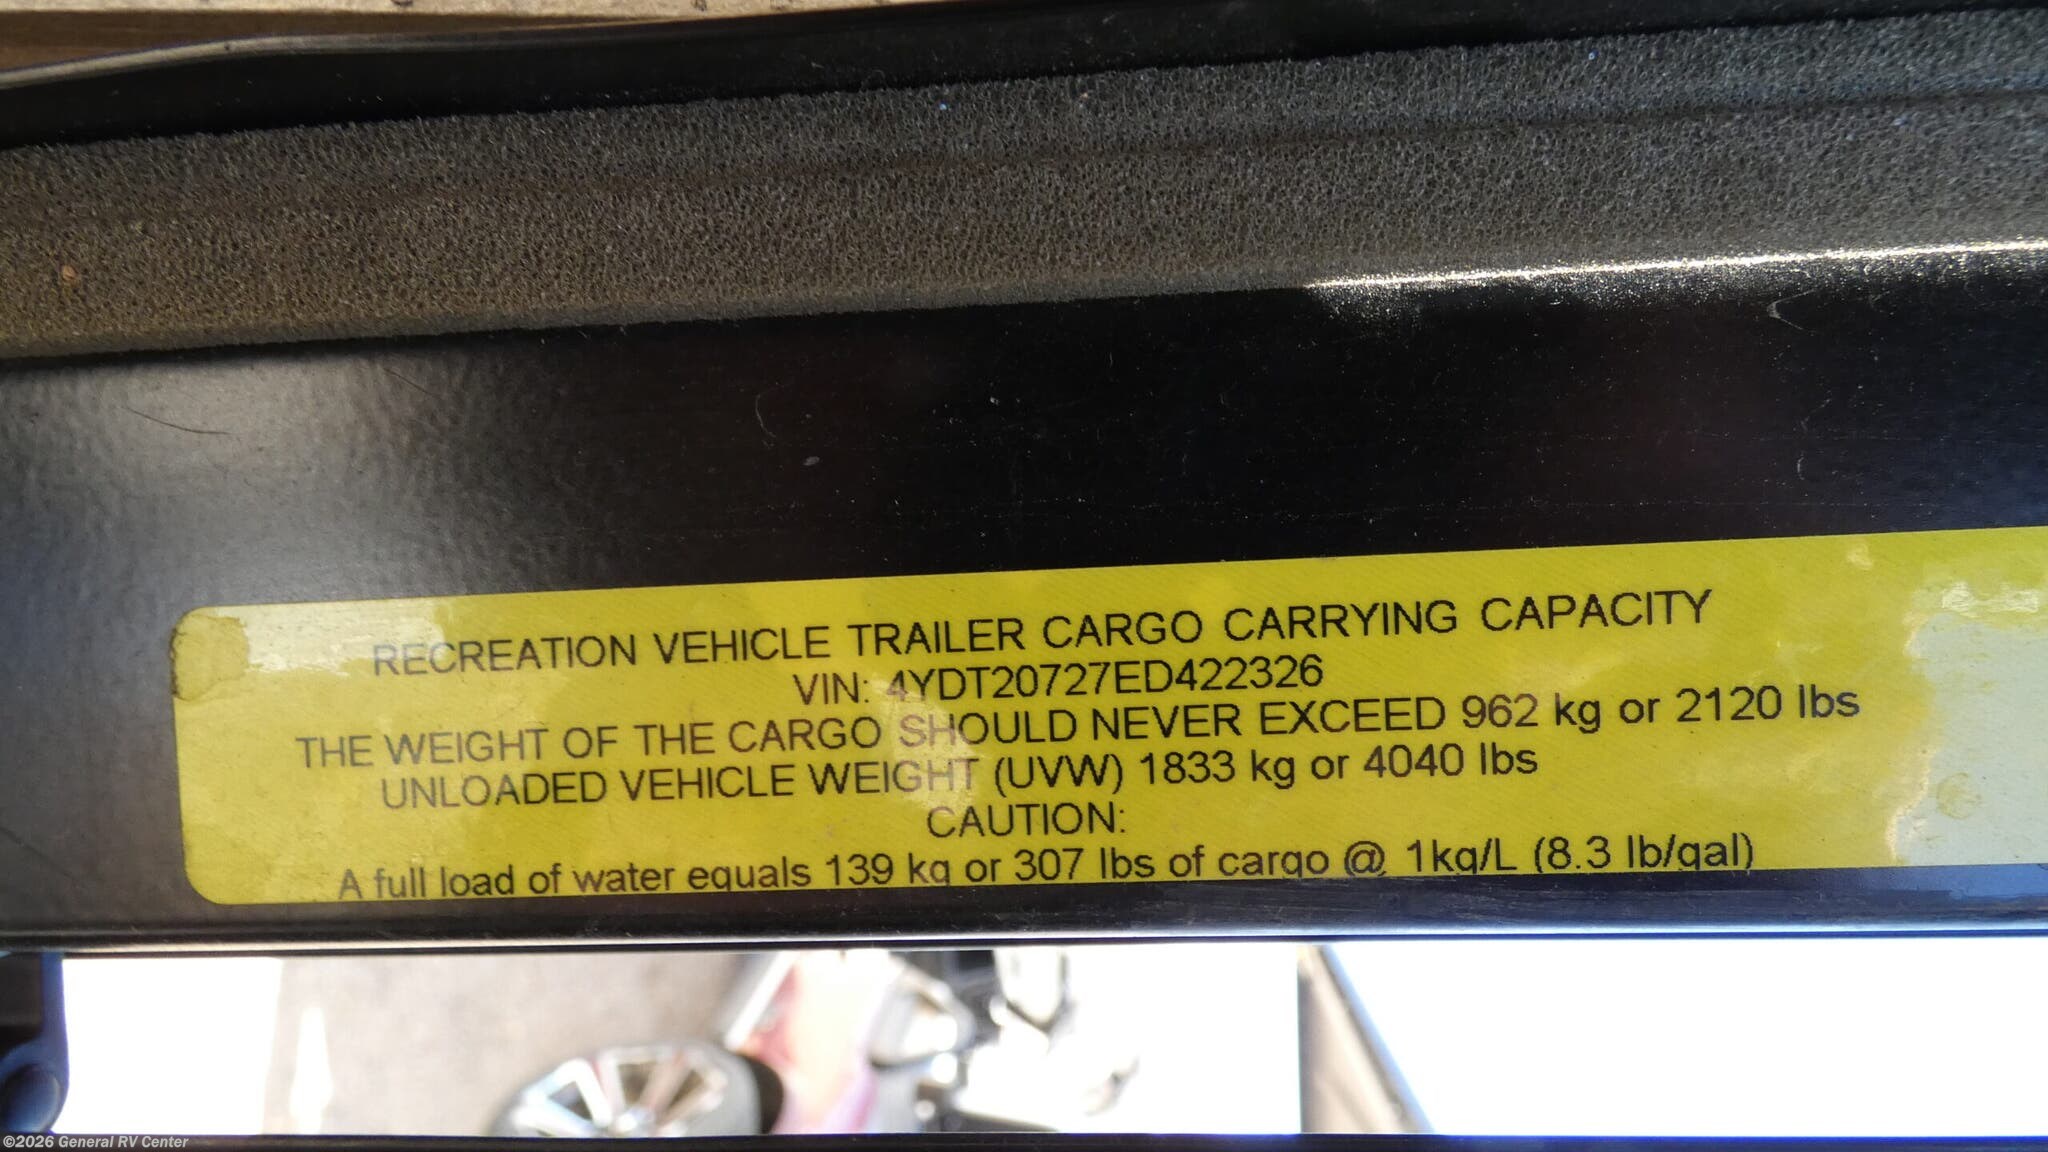 RECREATION VEHICLE TRAILER CARGO CARRYING CAPACITY
VIN: 4YDT20727ED422326
THE WEIGHT OF THE CARGO SHOULD NEVER EXCEED 962 kg or 2120 lbs
UNLOADED VEHICLE WEIGHT (UVW) 1833 kg or 4040 lbs
CAUTION:
A full load of water equals 139 kg or 307 lbs of cargo @ 1kg/L (8.3 lb/gal)
©2026 General RV Center